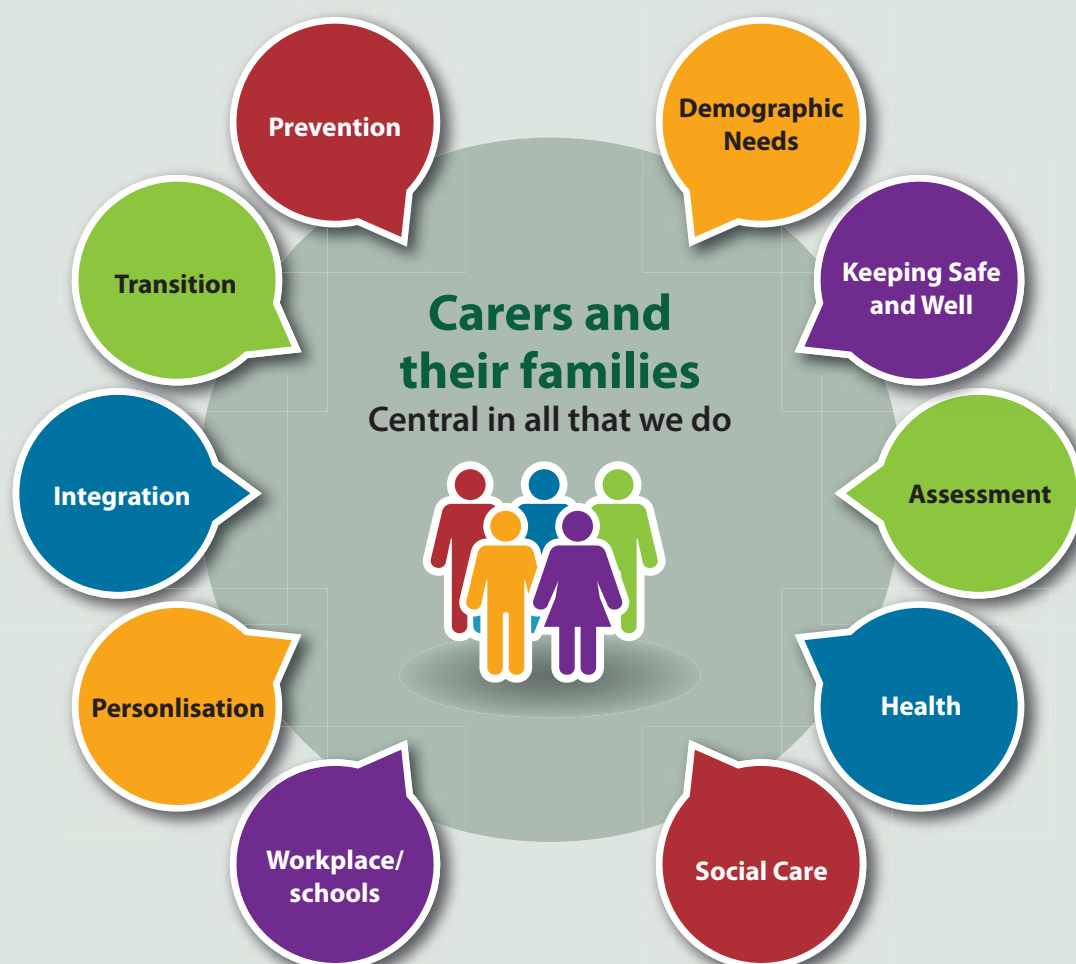 Prevention
Demographic
Needs
Transition
Keeping Safe
and Well
Carers and
their families
Central in all that we do
Integration
Assessment
Personlisation
Health
Workplace/
schools
Social Care